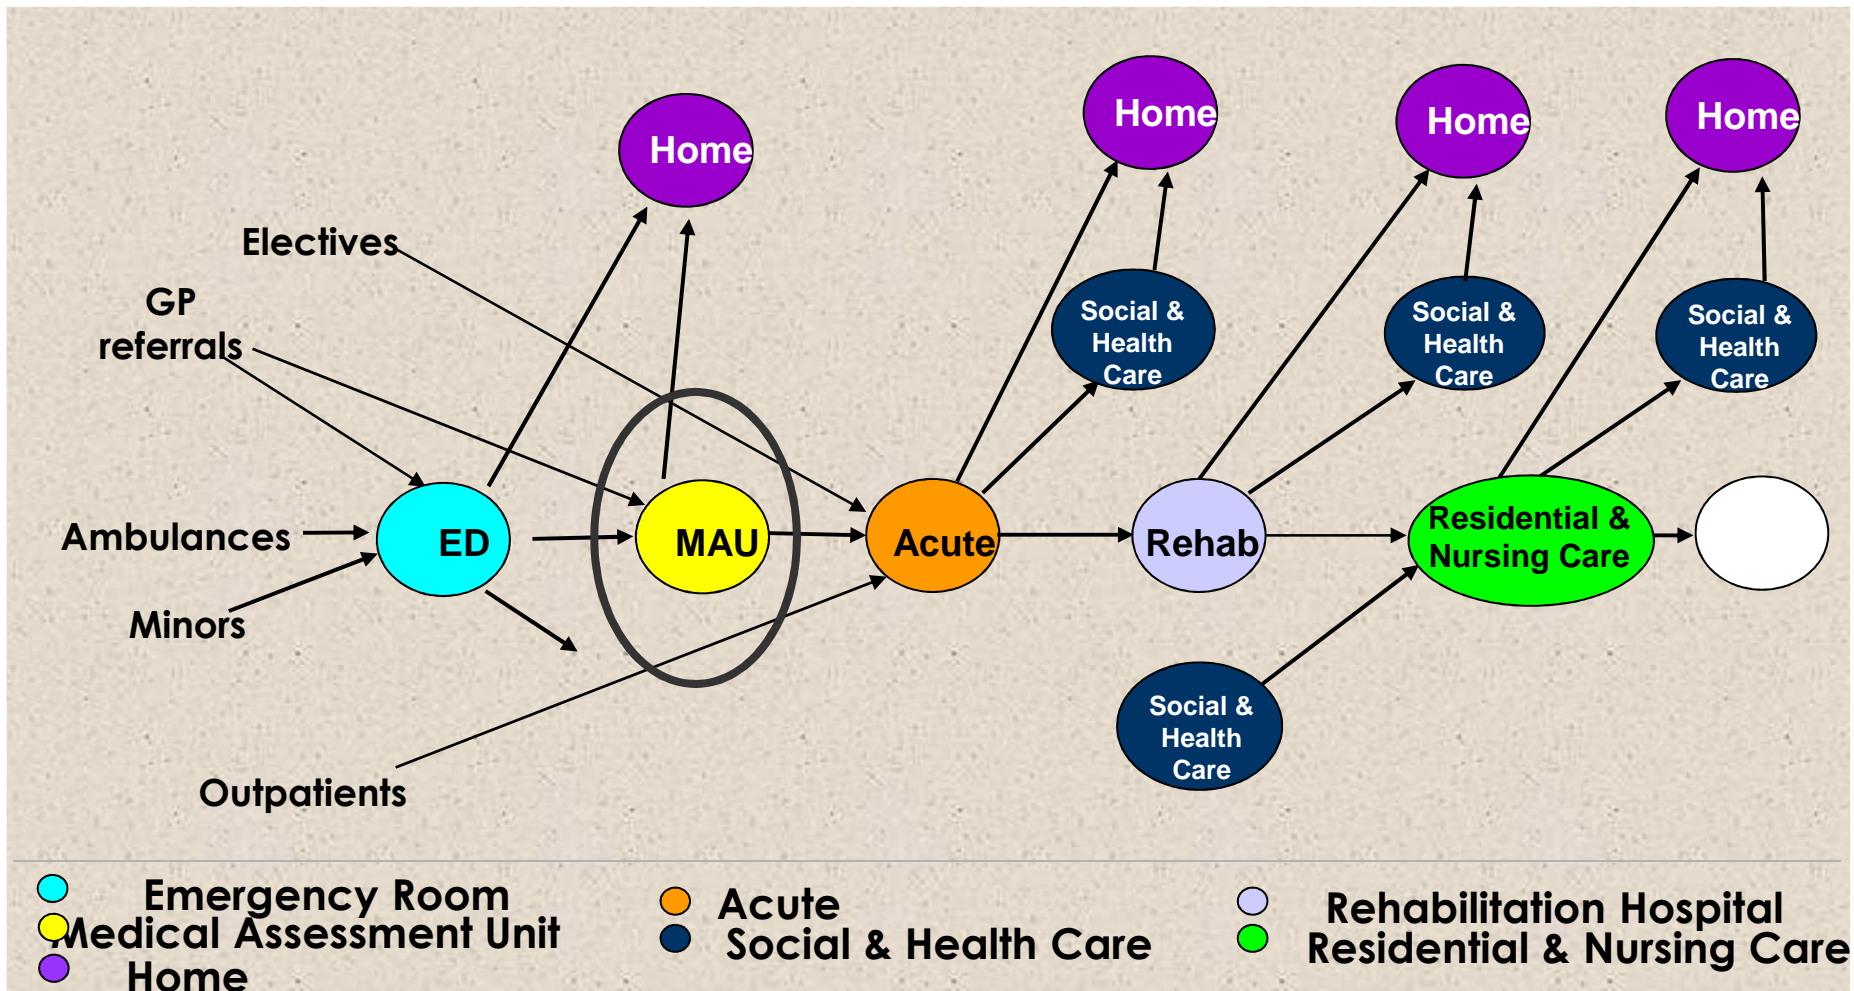 Home
Home
Home
Home
Electives
GP
referrals
Social &
Health
Care
Social &
Health
Care
Social &
Health
Care
Ambulances
ED
MAU
Acute
Rehab
Residential &
Nursing Care
Minors
Social &
Health
Care
Outpatients
Emergency Room
Medical Assessment Unit
Home
Acute
Social & Health Care
Rehabilitation Hospital
Residential & Nursing Care